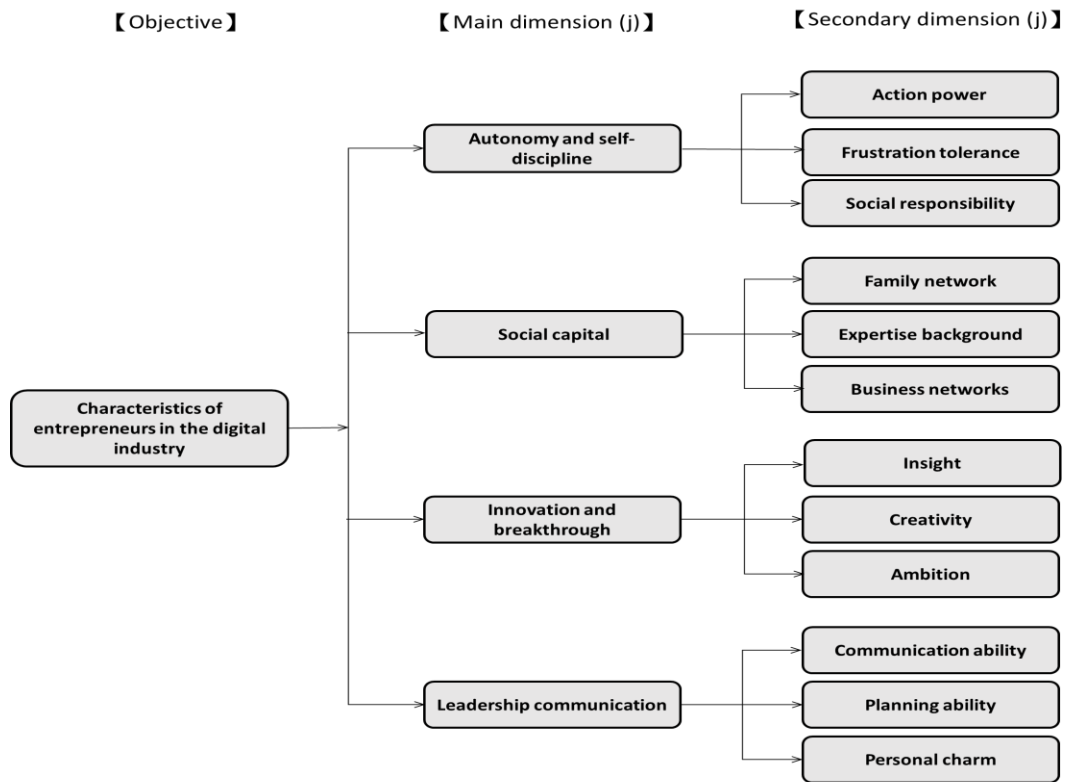 【Objective】
【Main dimension (j)】
【Secondary dimension (j)】
Characteristics of
entrepreneurs in the digital
industry
Autonomy and self-
discipline
Action power
Frustration tolerance
Social responsibility
Social capital
Family network
Expertise background
Business networks
Innovation and
breakthrough
Insight
Creativity
Ambition
Leadership communication
Communication ability
Planning ability
Personal charm